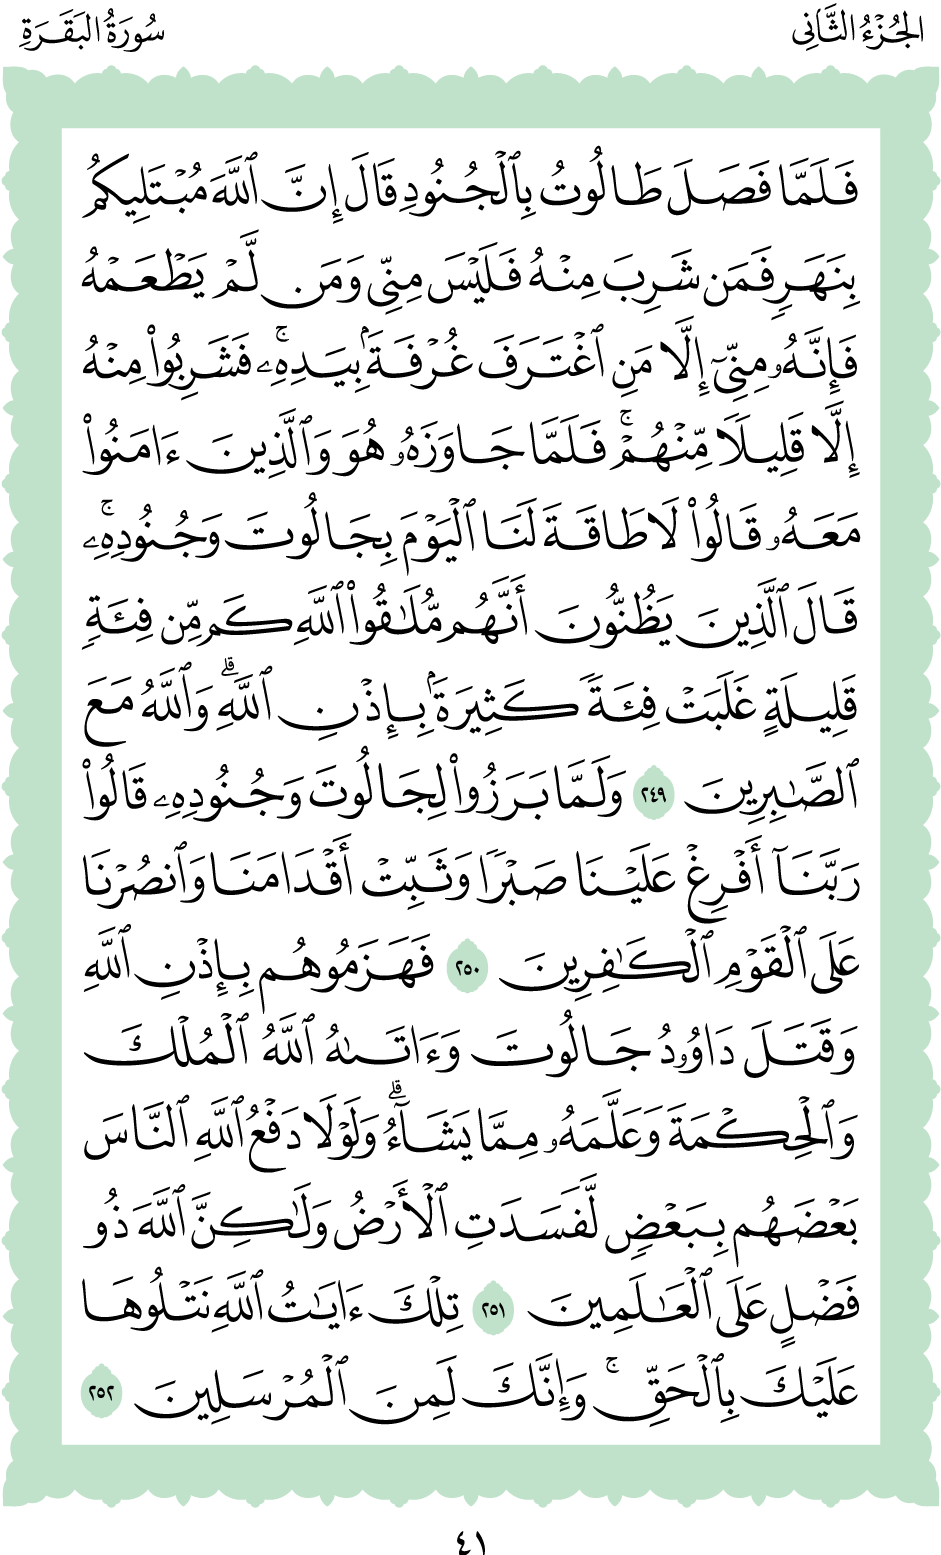 الجُزْءُ الثَّانِي
سُورَةُ البَقَرَةِ
فَلَمَّا فَصَلَ طَالُوتُ بِٱلْجُنُودِ قَالَ إِنَّ ٱللَّهَ مُبْتَلِيكُم
بِنَهَرٍ فَمَن شَرِبَ مِنْهُ فَلَيْسَ مِنِّى وَمَن لَّمْ يَطْعَمْهُ
فَإِنَّهُۥ مِنِّىٓ إِلَّا مَنِ ٱغْتَرَفَ غُرْفَةًۢ بِيَدِهِۦ ۚ فَشَرِبُوا۟ مِنْهُ
إِلَّا قَلِيلًا مِّنْهُمْ ۚ فَلَمَّا جَاوَزَهُۥ هُوَ وَٱلَّذِينَ ءَامَنُوا۟
مَعَهُۥ قَالُوا۟ لَا طَاقَةَ لَنَا ٱلْيَوْمَ بِجَالُوتَ وَجُنُودِهِۦ ۚ
قَالَ ٱلَّذِينَ يَظُنُّونَ أَنَّهُم مُّلَٰقُوا۟ ٱللَّهِ كَم مِّن فِئَةٍ
قَلِيلَةٍ غَلَبَتْ فِئَةً كَثِيرَةًۢ بِإِذْنِ ٱللَّهِ ۗ وَٱللَّهُ مَعَ
ٱلصَّٰبِرِينَ ٢٤٩ وَلَمَّا بَرَزُوا۟ لِجَالُوتَ وَجُنُودِهِۦ قَالُوا۟
رَبَّنَآ أَفْرِغْ عَلَيْنَا صَبْرًا وَثَبِّتْ أَقْدَامَنَا وَٱنصُرْنَا
عَلَى ٱلْقَوْمِ ٱلْكَٰفِرِينَ ٢٥٠ فَهَزَمُوهُم بِإِذْنِ ٱللَّهِ
وَقَتَلَ دَاوُۥدُ جَالُوتَ وَءَاتَىٰهُ ٱللَّهُ ٱلْمُلْكَ
وَٱلْحِكْمَةَ وَعَلَّمَهُۥ مِمَّا يَشَآءُ ۗ وَلَوْلَا دَفْعُ ٱللَّهِ ٱلنَّاسَ
بَعْضَهُم بِبَعْضٍ لَّفَسَدَتِ ٱلْأَرْضُ وَلَٰكِنَّ ٱللَّهَ ذُو
فَضْلٍ عَلَى ٱلْعَٰلَمِينَ ٢٥١ تِلْكَ ءَايَٰتُ ٱللَّهِ نَتْلُوهَا
عَلَيْكَ بِٱلْحَقِّ ۚ وَإِنَّكَ لَمِنَ ٱلْمُرْسَلِينَ ٢٥٢
٤١